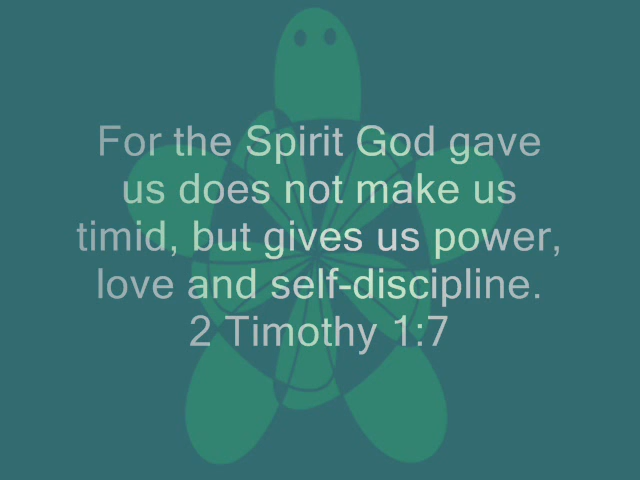 For the Spirit God gave
us does not make us
timid, but gives us power,
love and self-discipline.
2 Timothy 1:7